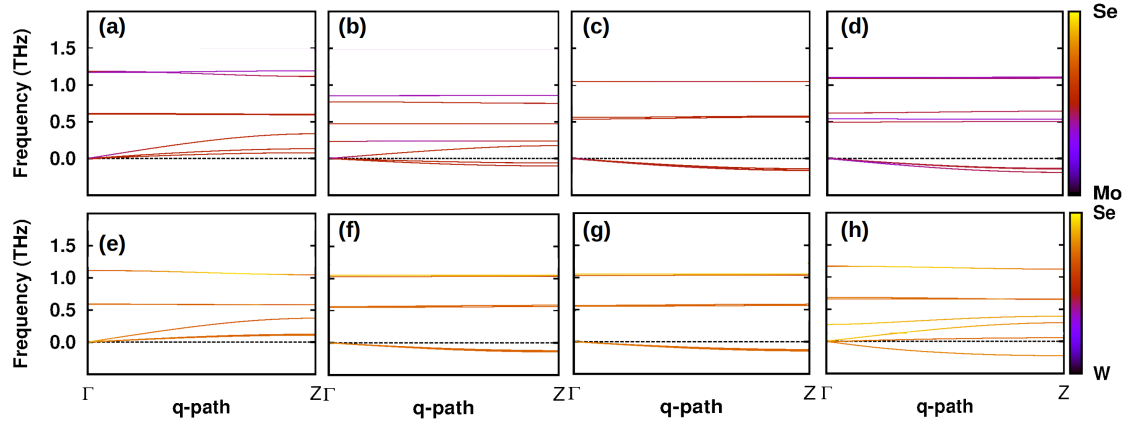 (a) (b) (c) (d) Se
Frequency (THz)
1.5
1.0
0.5
0.0
Mo
(e) (f) (g) (h) Se
Frequency (THz)
1.5
1.0
0.5
0.0
W
Γ ZΓ ZΓ ZΓ Z
q-path q-path q-path q-path